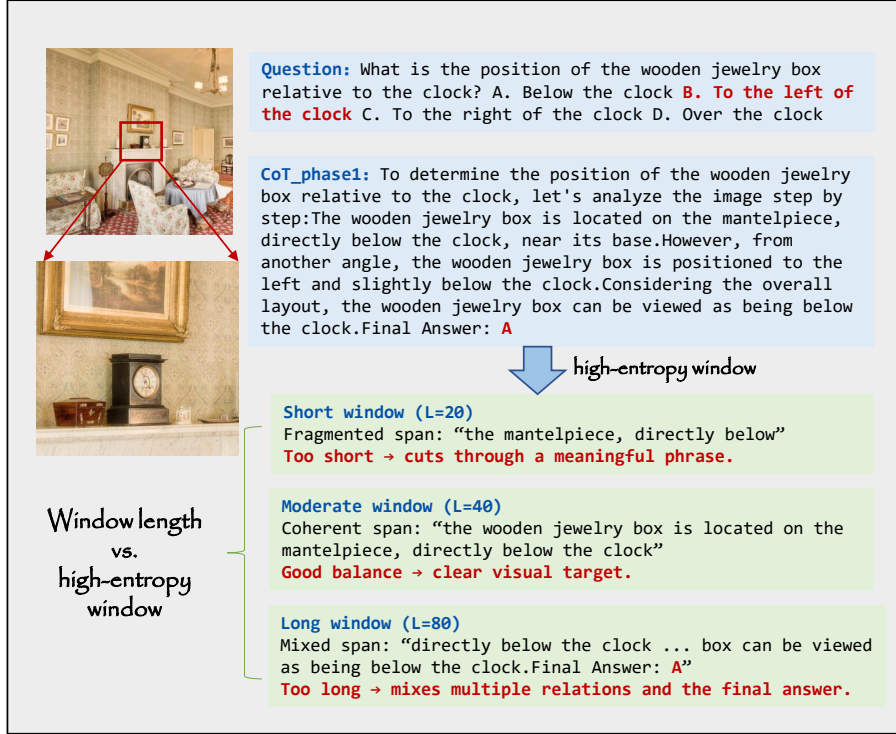 Question: What is the position of the wooden jewelry box
relative to the clock? A. Below the clock B. To the left of
the clock C. To the right of the clock D. Over the clock
CoT_phase1: To determine the position of the wooden jewelry
box relative to the clock, let's analyze the image step by
step:The wooden jewelry box is located on the mantelpiece,
directly below the clock, near its base.However, from
another angle, the wooden jewelry box is positioned to the
left and slightly below the clock.Considering the overall
layout, the wooden jewelry box can be viewed as being below
the clock.Final Answer: A
high-entropy window
Short window (L=20)
Fragmented span: “the mantelpiece, directly below”
Too short → cuts through a meaningful phrase.
Window length
vs.
high-entropy
window
Moderate window (L=40)
Coherent span: “the wooden jewelry box is located on the
mantelpiece, directly below the clock”
Good balance → clear visual target.
Long window (L=80)
Mixed span: “directly below the clock ... box can be viewed
as being below the clock.Final Answer: A”
Too long → mixes multiple relations and the final answer.